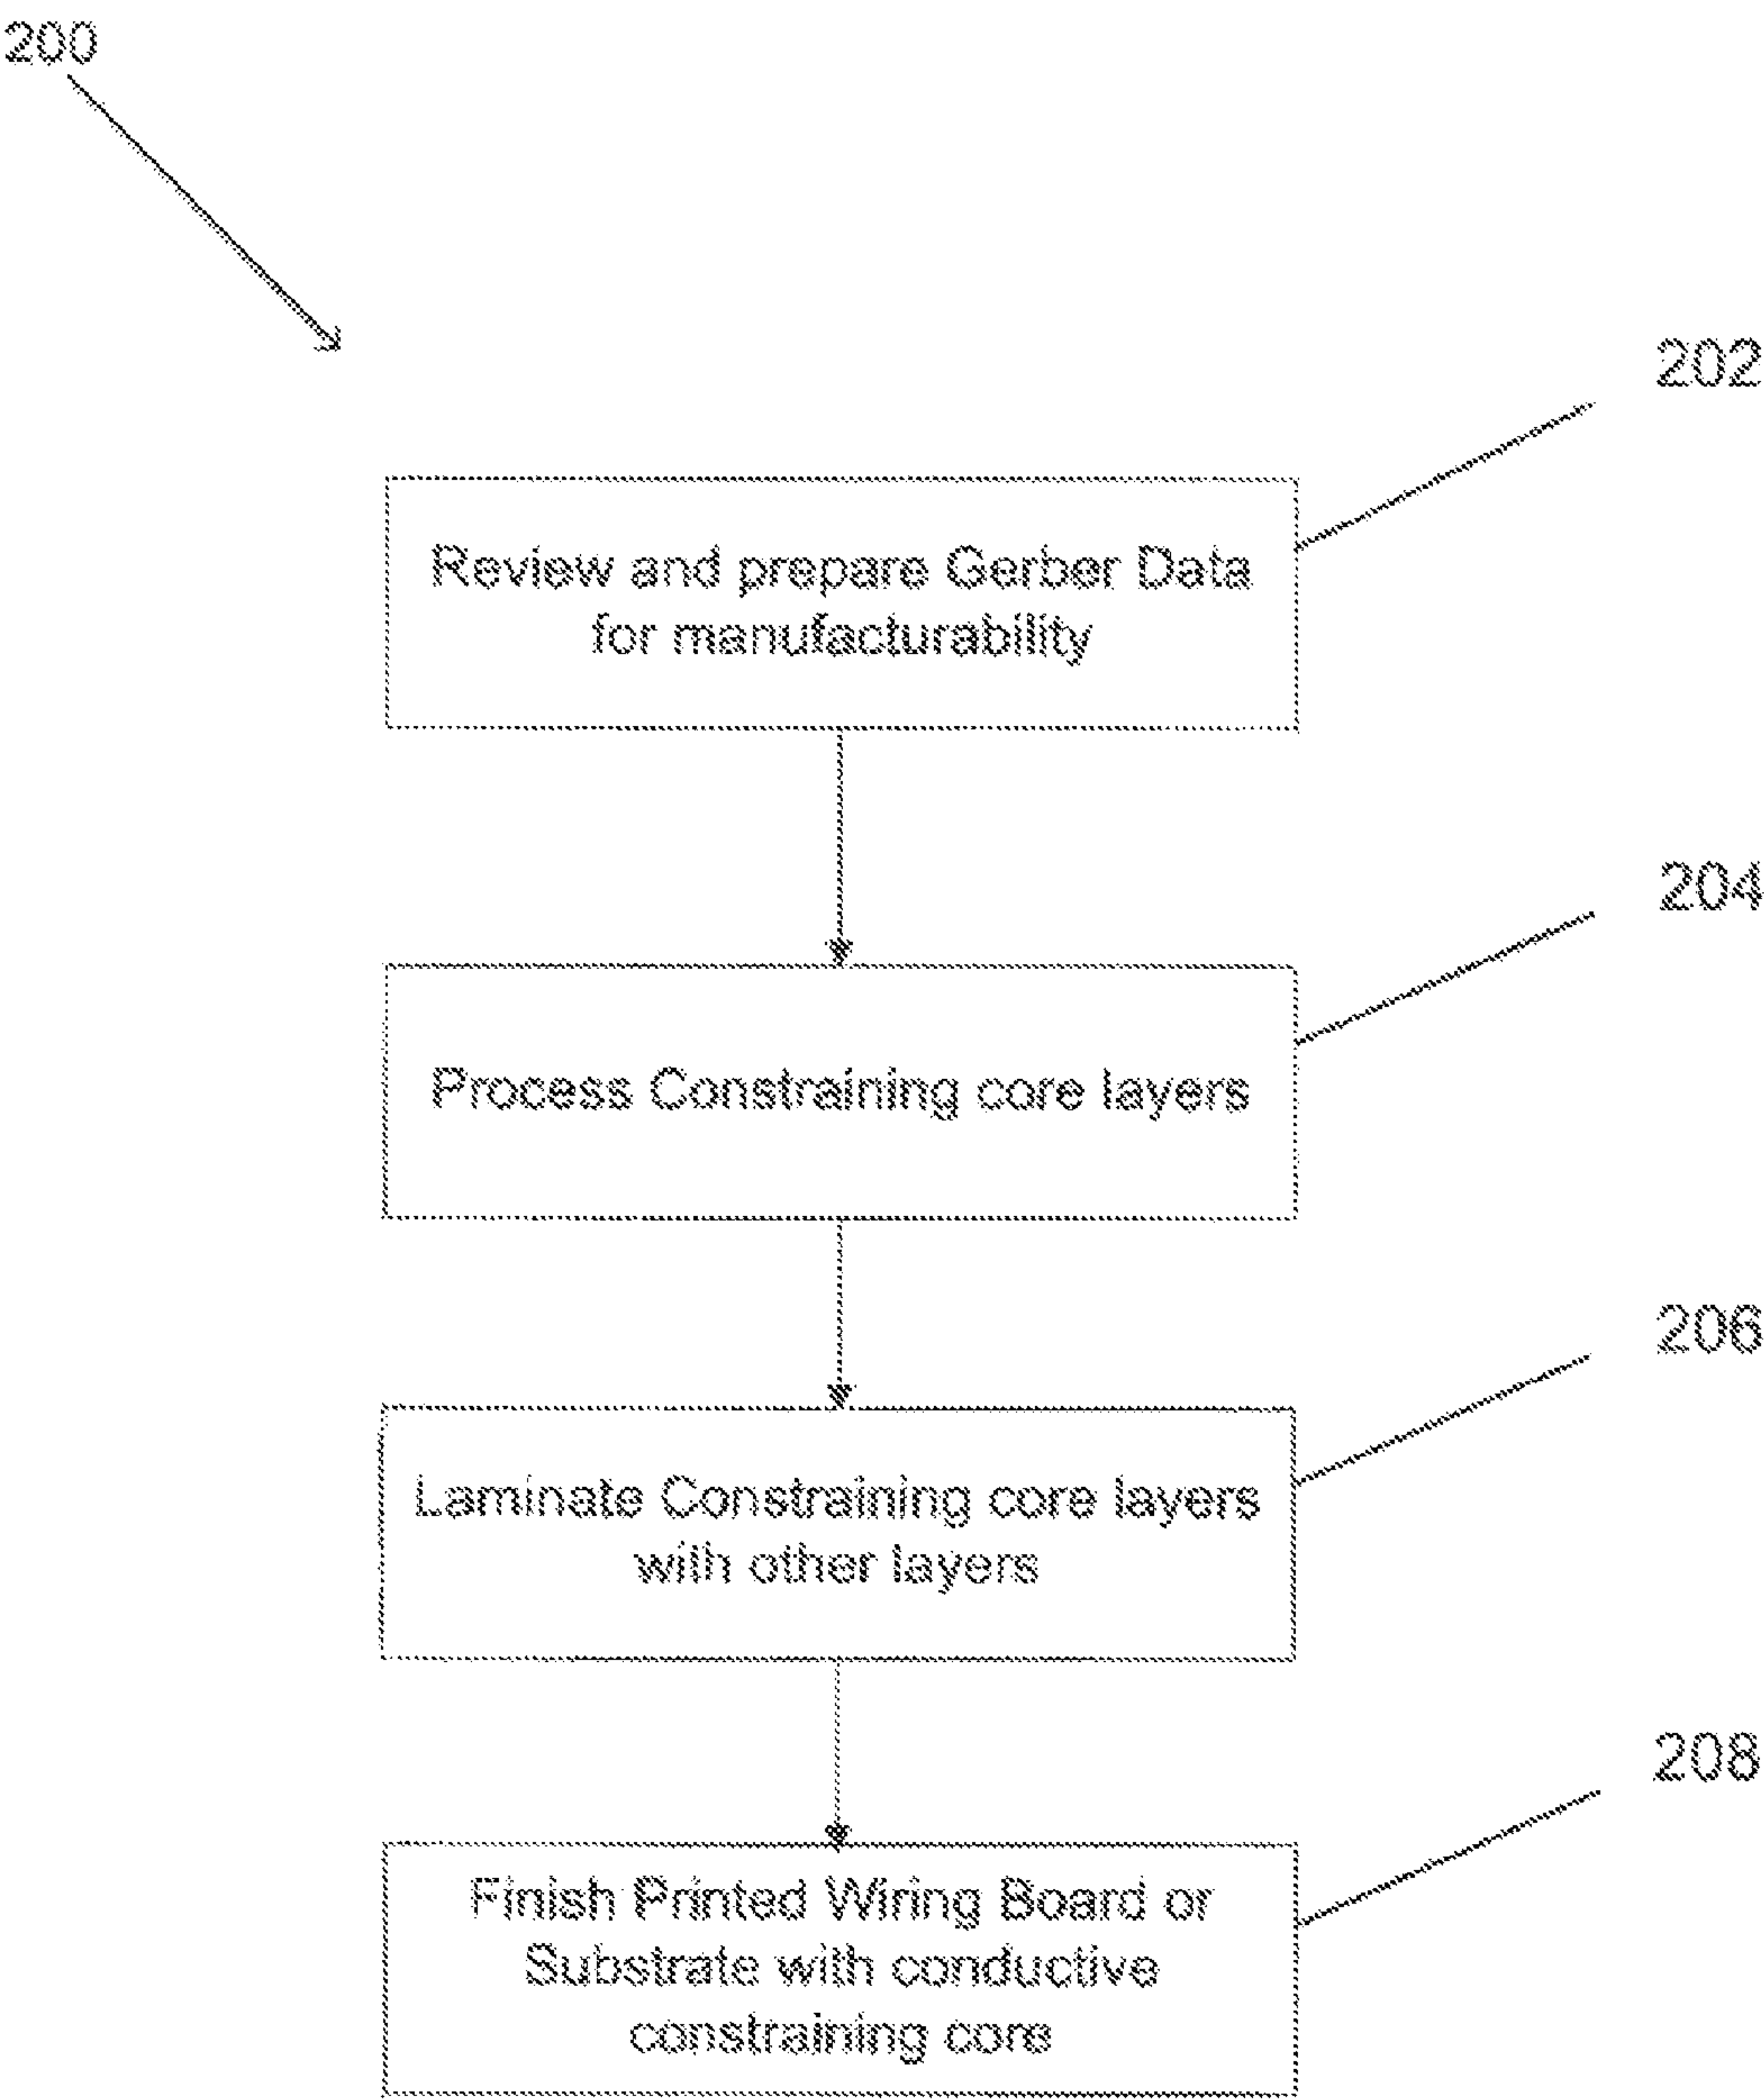 200
202
Review and prepare Gerber Data
for manufacturability
204
Process Constraining core layers
206
Laminate Constraining core layers
with other layers
208
Finish Printed Wiring Board or
Substrate with conductive
constraining core